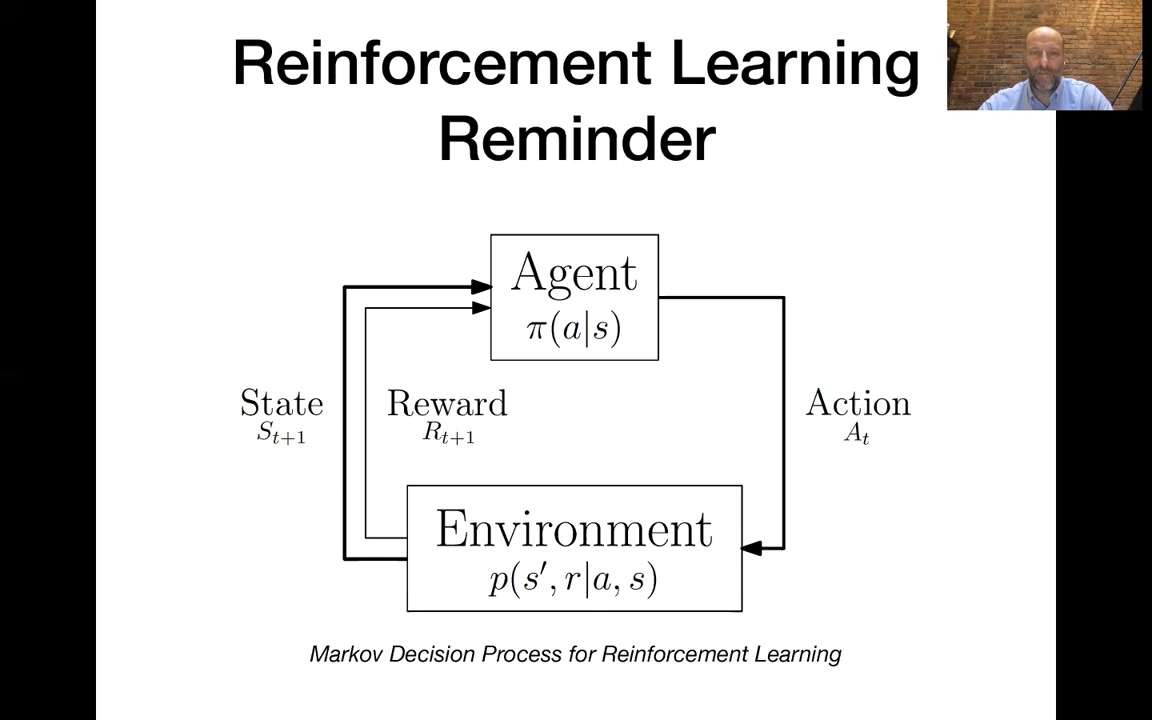 Reinforcement Learning
Reminder
Agent
π(a|s)
State
S_{t+1}
Reward
R_{t+1}
Action
A_t
Environment
p(s′, r|a, s)
Markov Decision Process for Reinforcement Learning